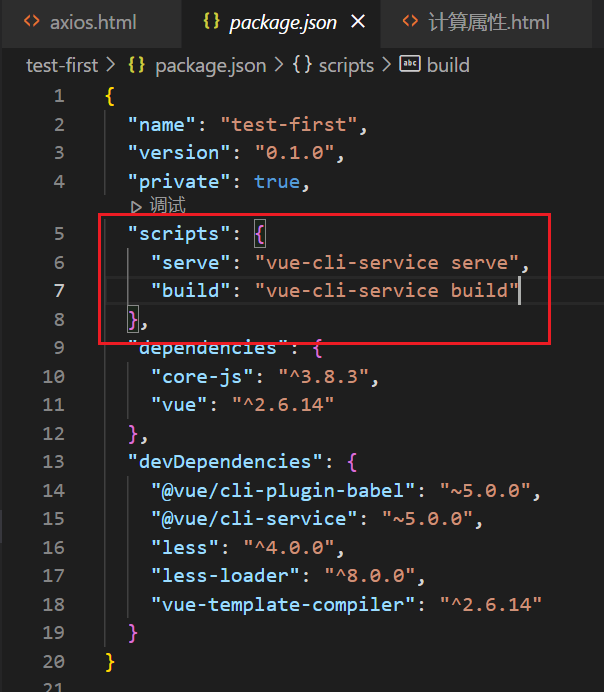 axios.html {} package.json × 计算属性.html
test-first > {} package.json > {} scripts > abc build
1 {
2 "name": "test-first",
3 "version": "0.1.0",
4 "private": true,
调试
5 "scripts": {
6 "serve": "vue-cli-service serve",
7 "build": "vue-cli-service build"
8 },
9 "dependencies": {
10 "core-js": "^3.8.3",
11 "vue": "^2.6.14"
12 },
13 "devDependencies": {
14 "@vue/cli-plugin-babel": "~5.0.0",
15 "@vue/cli-service": "~5.0.0",
16 "less": "^4.0.0",
17 "less-loader": "^8.0.0",
18 "vue-template-compiler": "^2.6.14"
19 }
20 }
21